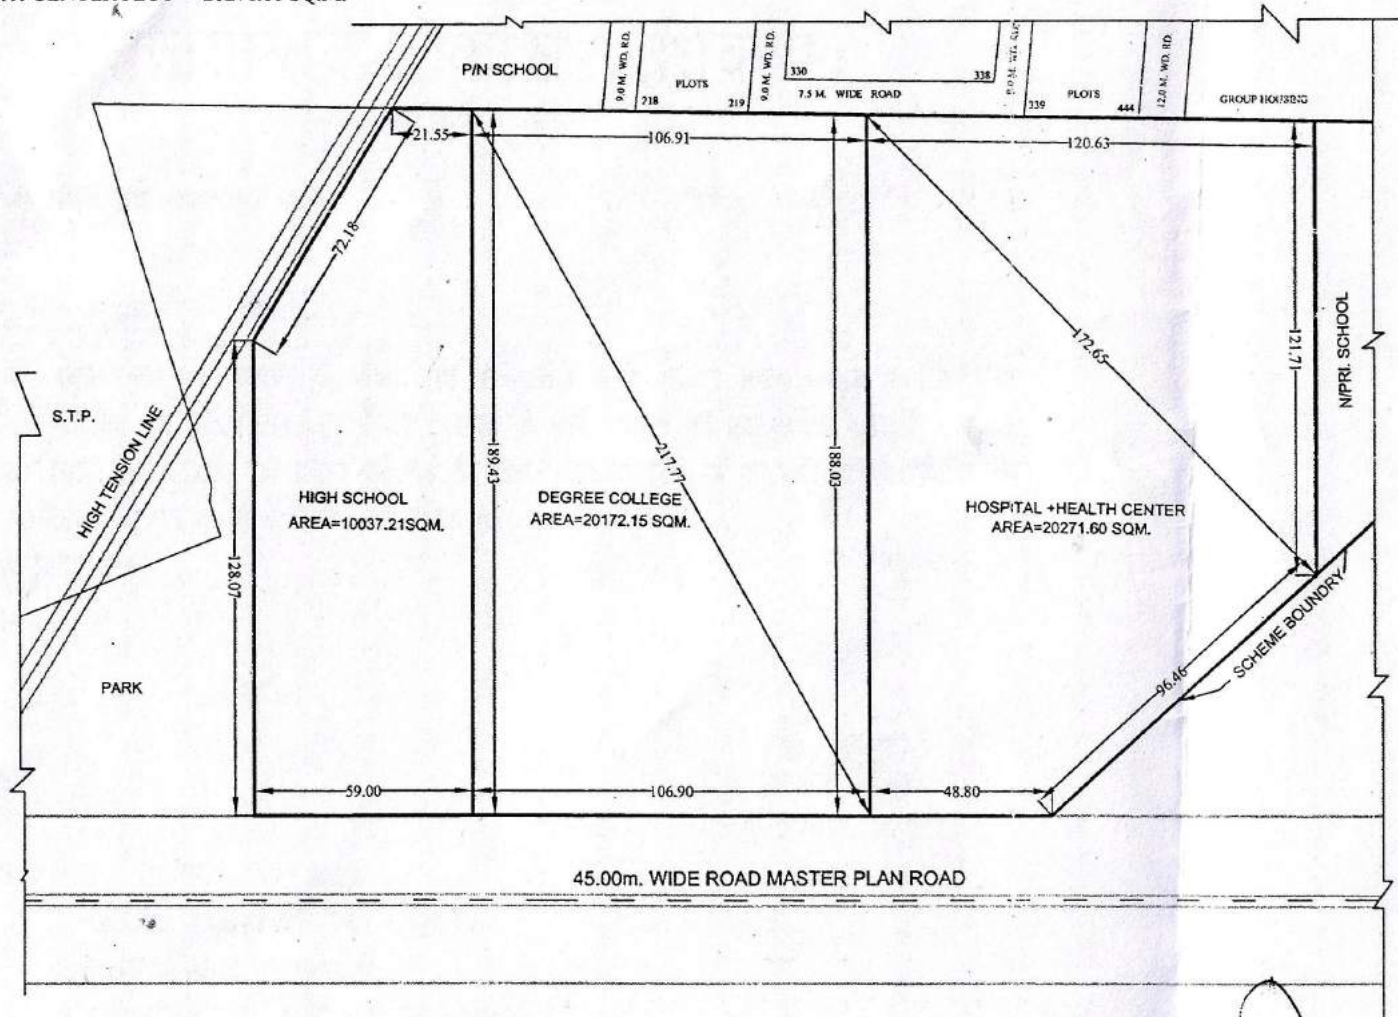 P/N SCHOOL
9.0 M. WD. RD.
PLOTS
218
219
9.0 M. WD. RD.
330
338
7.5 M. WIDE ROAD
339
PLOTS
444
12.0 M. WD. RD.
GROUP HOUSING
21.55
106.91
120.63
72.18
172.65
121.71
N/PRI. SCHOOL
S.T.P.
HIGH TENSION LINE
189.43
217.77
188.03
HIGH SCHOOL
AREA=10037.21SQM.
DEGREE COLLEGE
AREA=20172.15 SQM.
HOSPITAL +HEALTH CENTER
AREA=20271.60 SQM.
128.07
SCHEME BOUNDRY
96.46
PARK
59.00
106.90
48.80
45.00m. WIDE ROAD MASTER PLAN ROAD